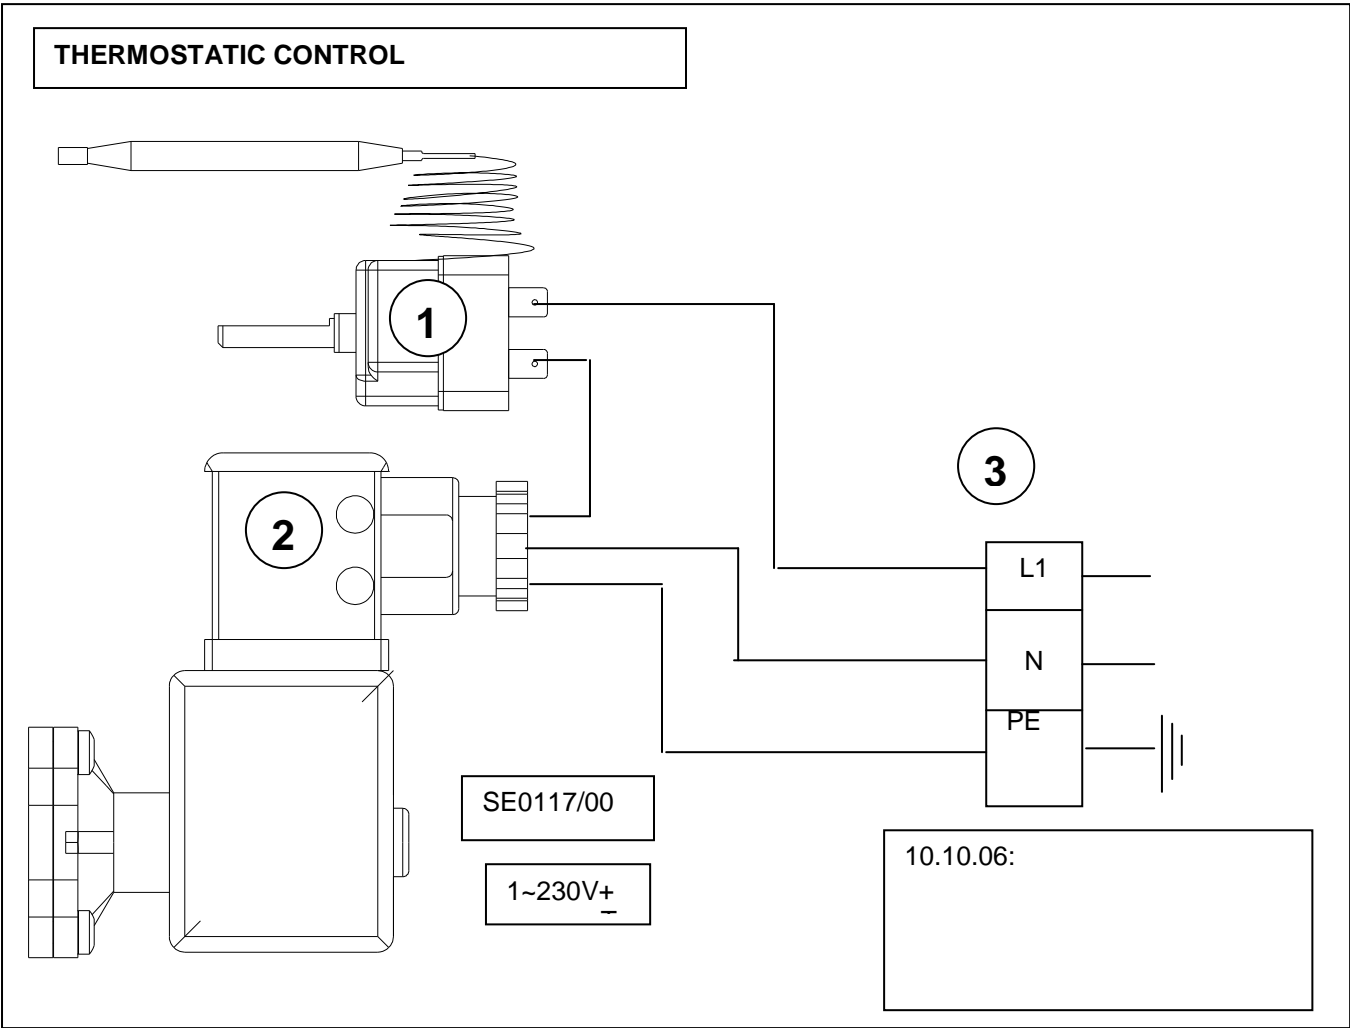 THERMOSTATIC CONTROL
1
2
3
L1
N
PE
SE0117/00
1~230V±
10.10.06: